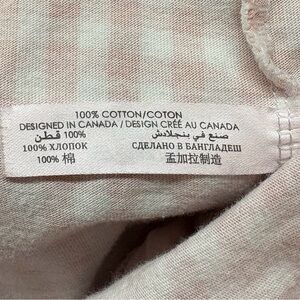 100% COTTON/COTON
DESIGNED IN CANADA / DESIGN CRÉÉ AU CANADA
100% قطن صنع في بنجلادش
100% ХЛОПОК СДЕЛАНО В БАНГЛАДЕШ
100% 棉 孟加拉制造